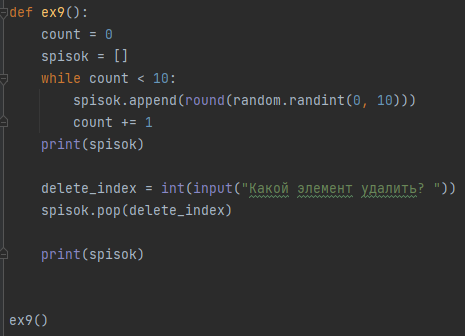 def ex9():
    count = 0
    spisok = []
    while count < 10:
        spisok.append(round(random.randint(0, 10)))
        count += 1
    print(spisok)

    delete_index = int(input("Какой элемент удалить? "))
    spisok.pop(delete_index)

    print(spisok)


ex9()